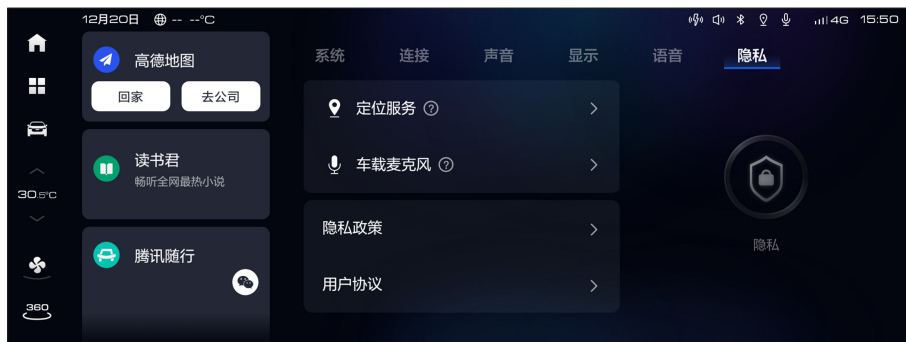 12月20日 -- --°C
4G 15:50
系统 连接 声音 显示 语音 隐私
高德地图
回家 去公司
定位服务 ?
车载麦克风 ?
读书君
畅听全网最热小说
30.5°C
隐私政策
隐私
腾讯随行
用户协议
360